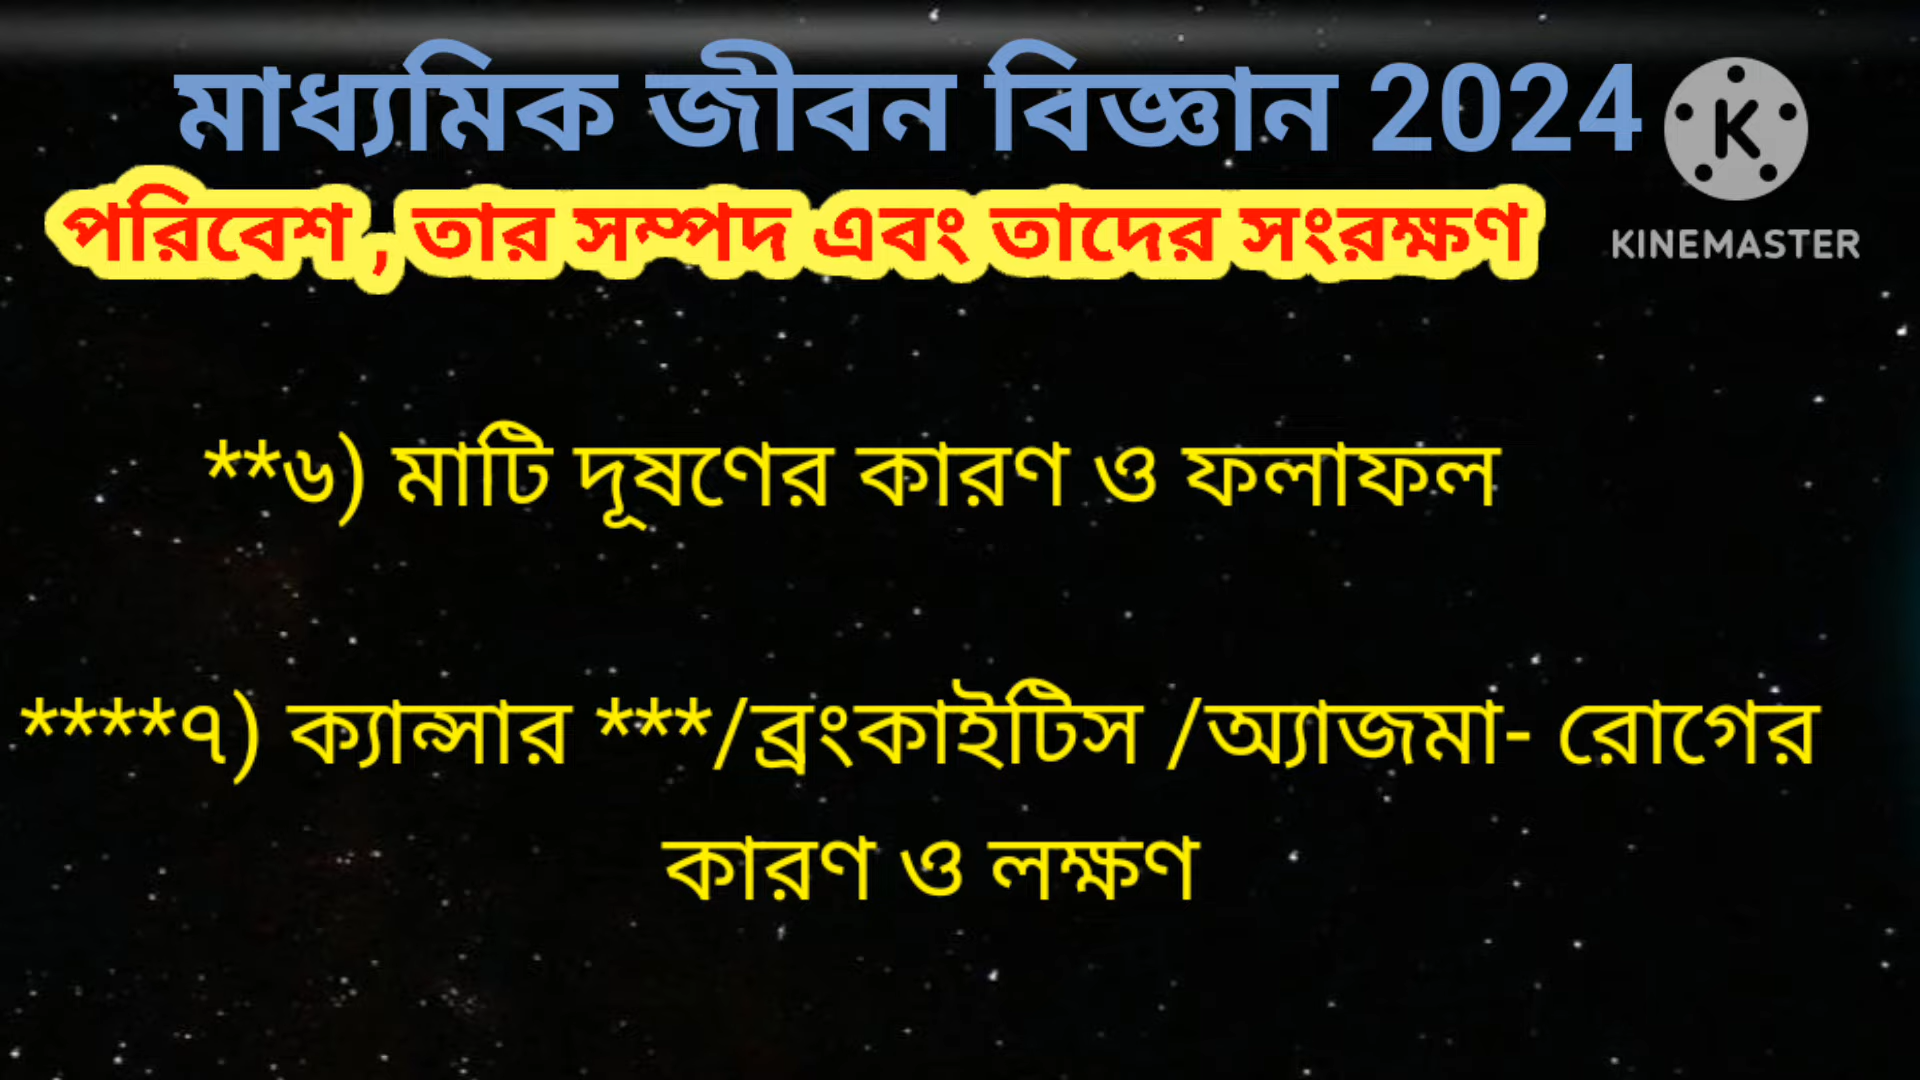 মাধ্যমিক জীবন বিজ্ঞান 2024
পরিবেশ , তার সম্পদ এবং তাদের সংরক্ষণ
K
KINEMASTER
**৬) মাটি দূষণের কারণ ও ফলাফল
****৭) ক্যান্সার ***/ব্রংকাইটিস /অ্যাজমা- রোগের
কারণ ও লক্ষণ